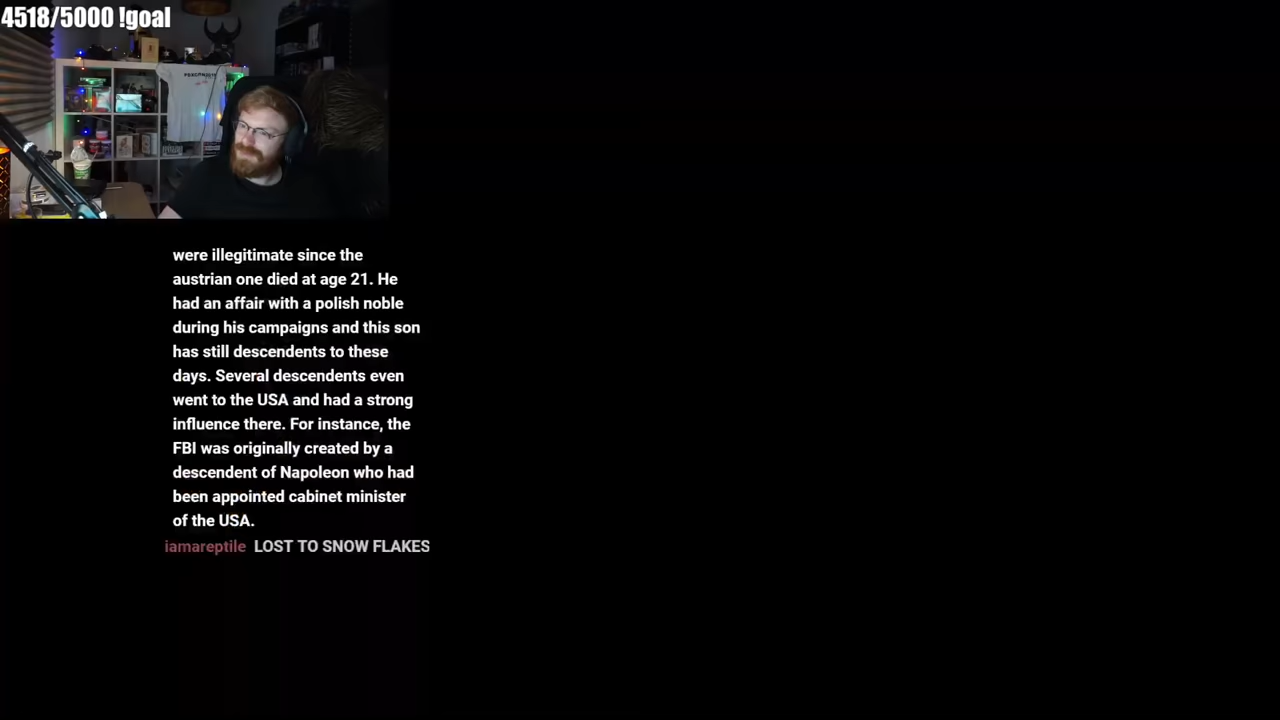 4518/5000 !goal
were illegitimate since the
austrian one died at age 21. He
had an affair with a polish noble
during his campaigns and this son
has still descendents to these
days. Several descendents even
went to the USA and had a strong
influence there. For instance, the
FBI was originally created by a
descendent of Napoleon who had
been appointed cabinet minister
of the USA.
iamareptile LOST TO SNOW FLAKES